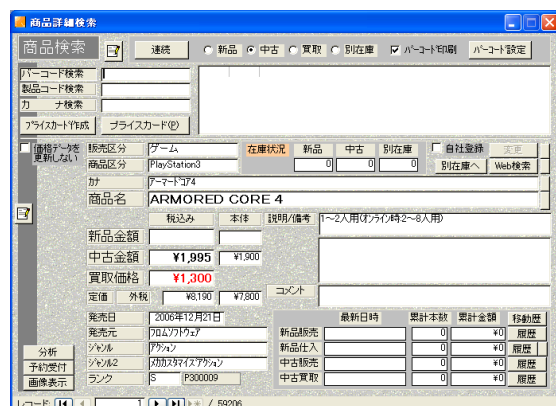 商品詳細検索
商品検索 連続 新品 中古 買取 別在庫 バーコード印刷 バーコード設定
バーコード検索
製品コード検索
カ ナ検索
プライスカード作成 プライスカード(P)
価格データを更新しない 販売区分 ゲーム 在庫状況 新品 中古 別在庫 自社登録 変更
商品区分 PlayStation3 0 0 0 別在庫へ Web検索
カナ アーマードコア4
商品名 ARMORED CORE 4
税込み 本体 説明/備考 1～2人用(オンライン時2～8人用)
新品金額
中古金額 ¥1,995 ¥1,900
買取価格 ¥1,300
定価 外税 ¥8,190 ¥7,800 コメント
発売日 2006年12月21日 最新日時 累計本数 累計金額 移動歴
発売元 フロムソフトウェア 新品販売 0 ¥0 履歴
ジャンル アクション 新品仕入 0 ¥0 履歴
ジャンル2 メカカスタマイズアクション 中古販売 0 ¥0 履歴
ランク S P300009 中古買取 0 ¥0 履歴
分析
予約受付
画像表示
レコード: 1 / 59206